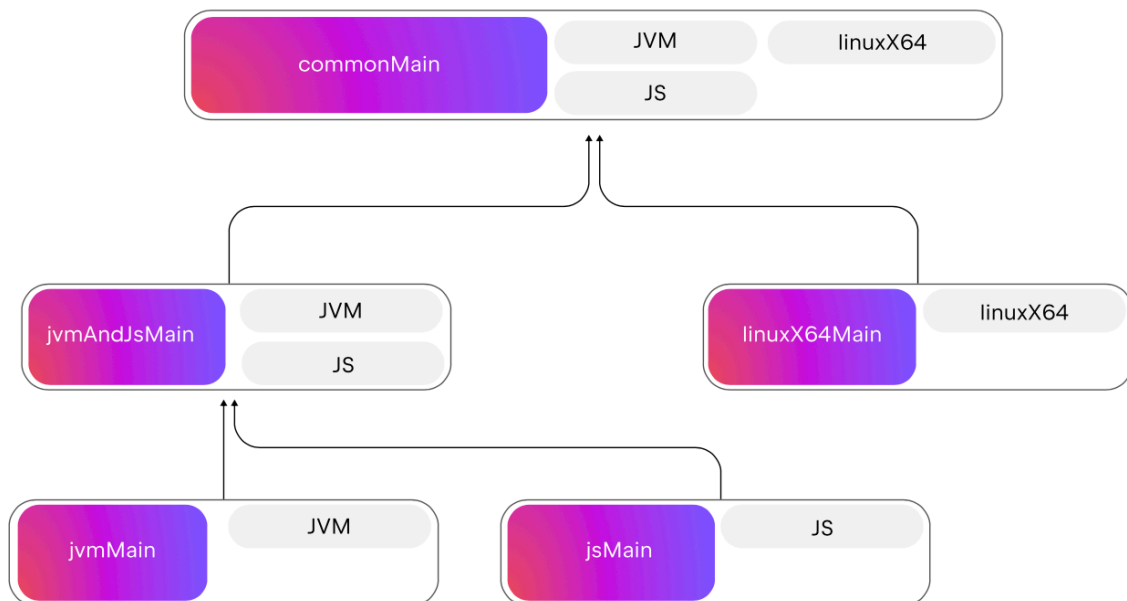 commonMain
JVM
linuxX64
JS
jvmAndJsMain
JVM
JS
linuxX64Main
linuxX64
jvmMain
JVM
jsMain
JS